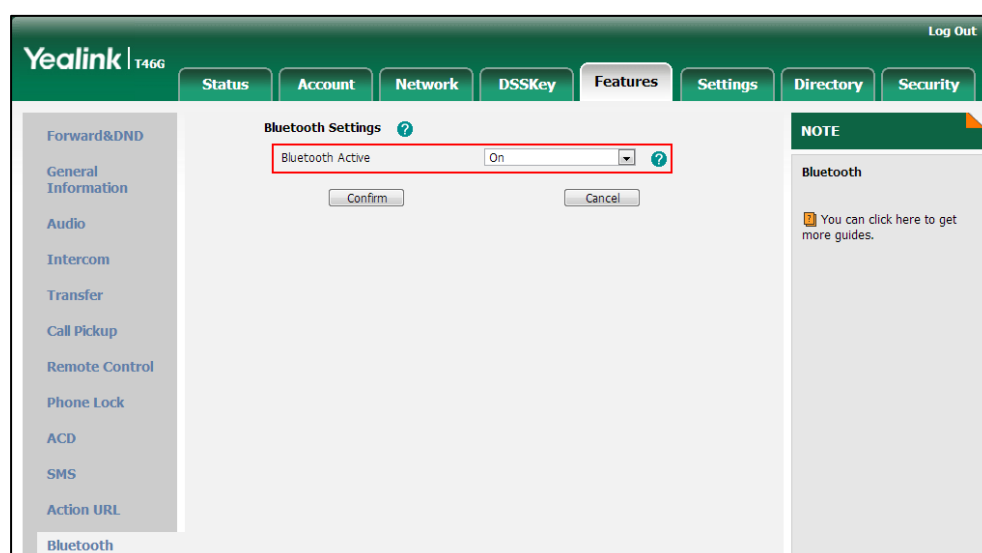 Log Out
Yealink T46G
Status Account Network DSSKey Features Settings Directory Security
Forward&DND
General
Information
Audio
Intercom
Transfer
Call Pickup
Remote Control
Phone Lock
ACD
SMS
Action URL
Bluetooth
Bluetooth Settings ?
Bluetooth Active On ?
Confirm Cancel
NOTE
Bluetooth
? You can click here to get
more guides.